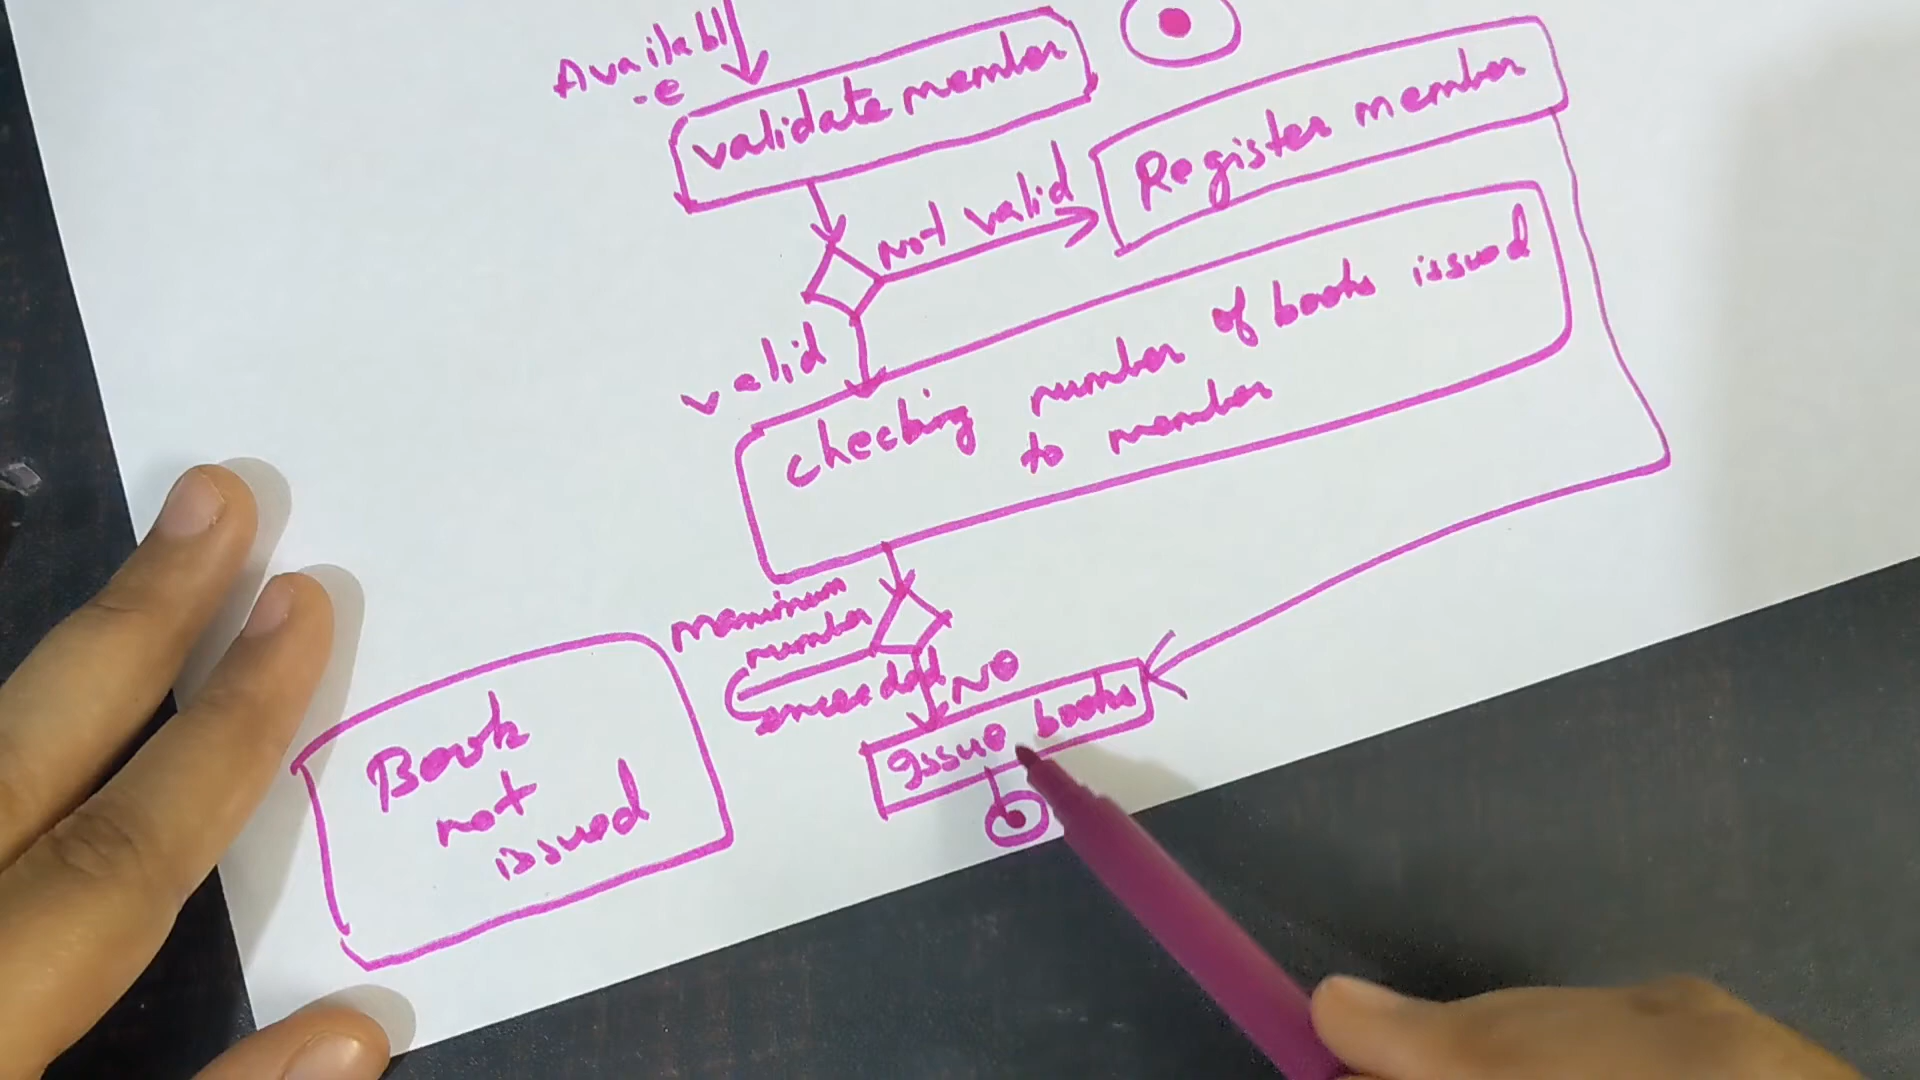 Availabl
-e
validate member
Register member
not valid
valid
checking number of books issued
to member
maximum
number
exceeded
NO
Issue books
Book
not
issued